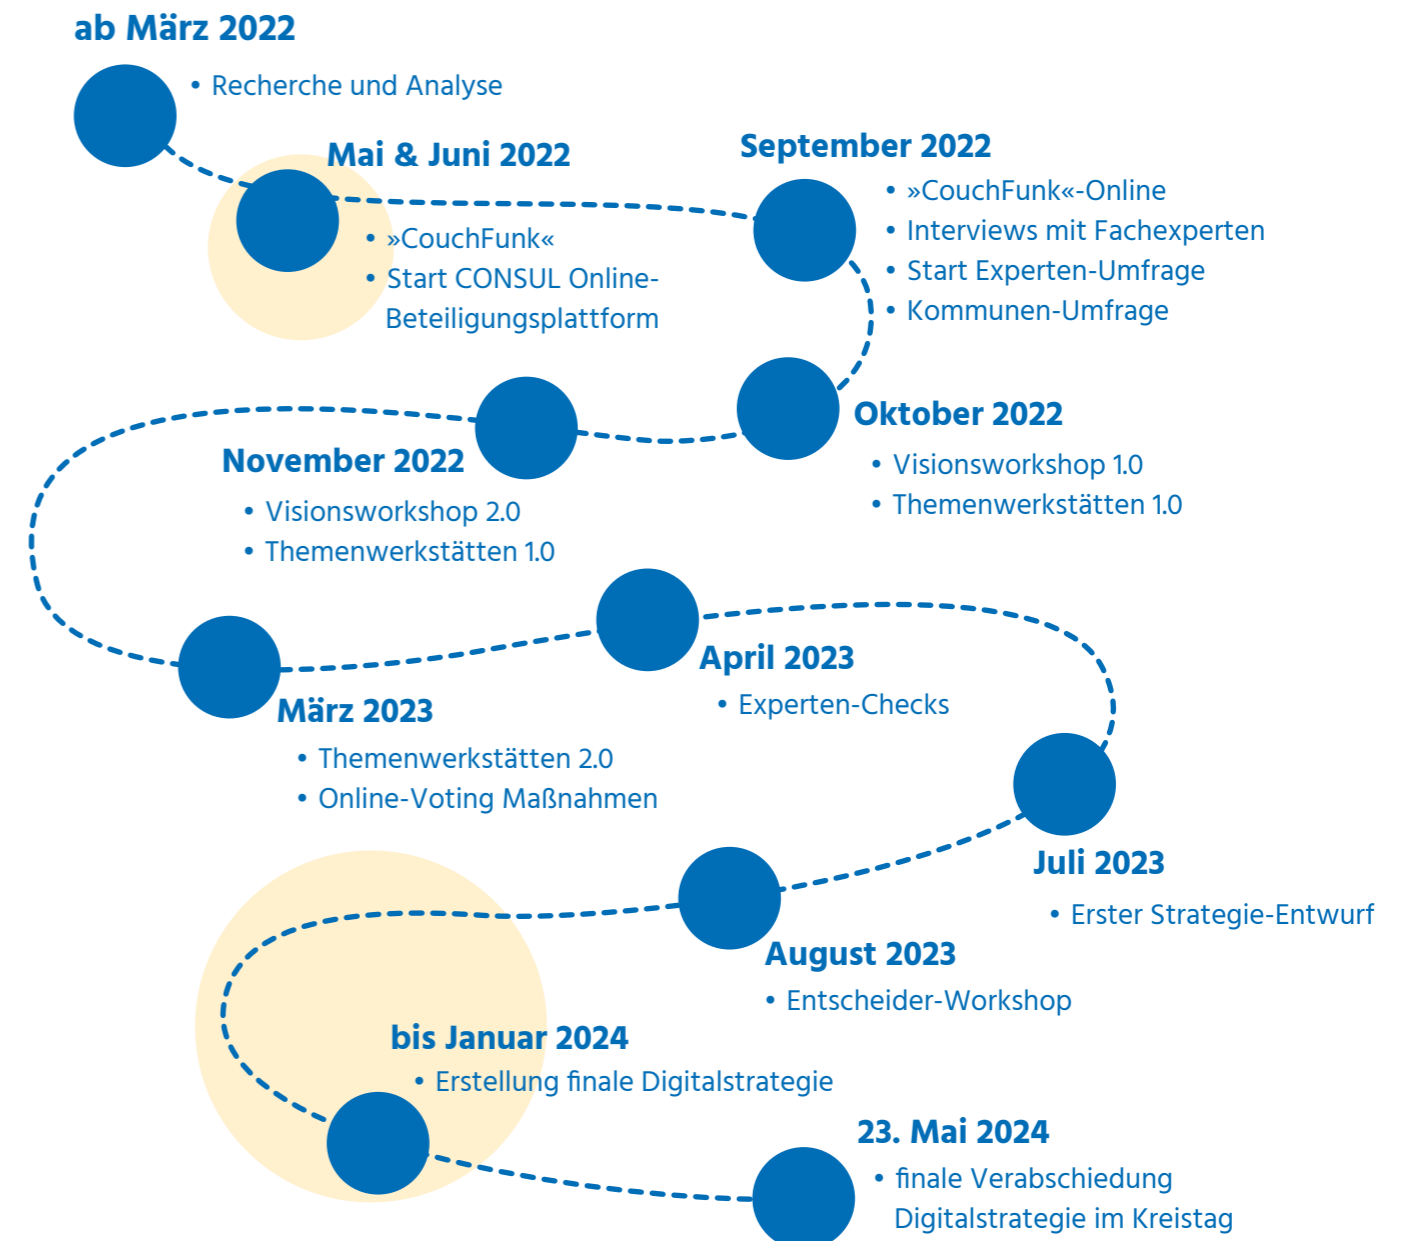 ab März 2022
• Recherche und Analyse
Mai & Juni 2022
• »CouchFunk«
• Start CONSUL Online-
Beteiligungsplattform
September 2022
• »CouchFunk«-Online
• Interviews mit Fachexperten
• Start Experten-Umfrage
• Kommunen-Umfrage
Oktober 2022
• Visionsworkshop 1.0
• Themenwerkstätten 1.0
November 2022
• Visionsworkshop 2.0
• Themenwerkstätten 1.0
März 2023
• Themenwerkstätten 2.0
• Online-Voting Maßnahmen
April 2023
• Experten-Checks
Juli 2023
• Erster Strategie-Entwurf
August 2023
• Entscheider-Workshop
bis Januar 2024
• Erstellung finale Digitalstrategie
23. Mai 2024
• finale Verabschiedung
Digitalstrategie im Kreistag